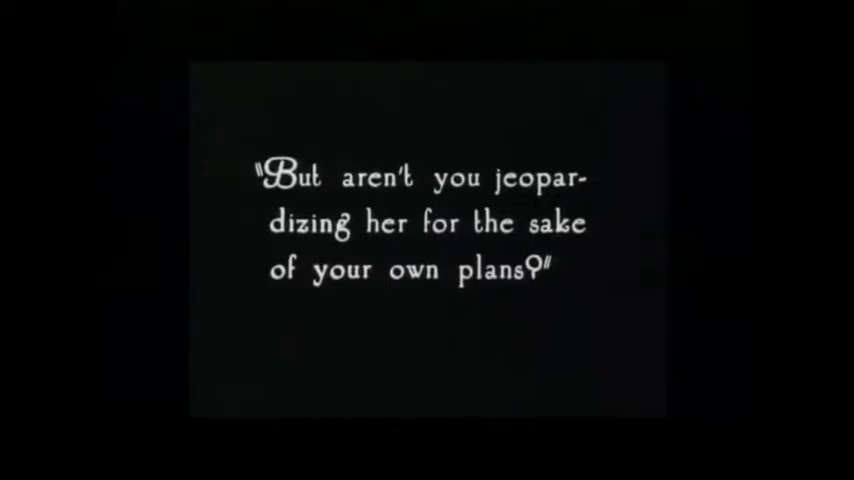 "But aren't you jeopar-
dizing her for the sake
of your own plans?"